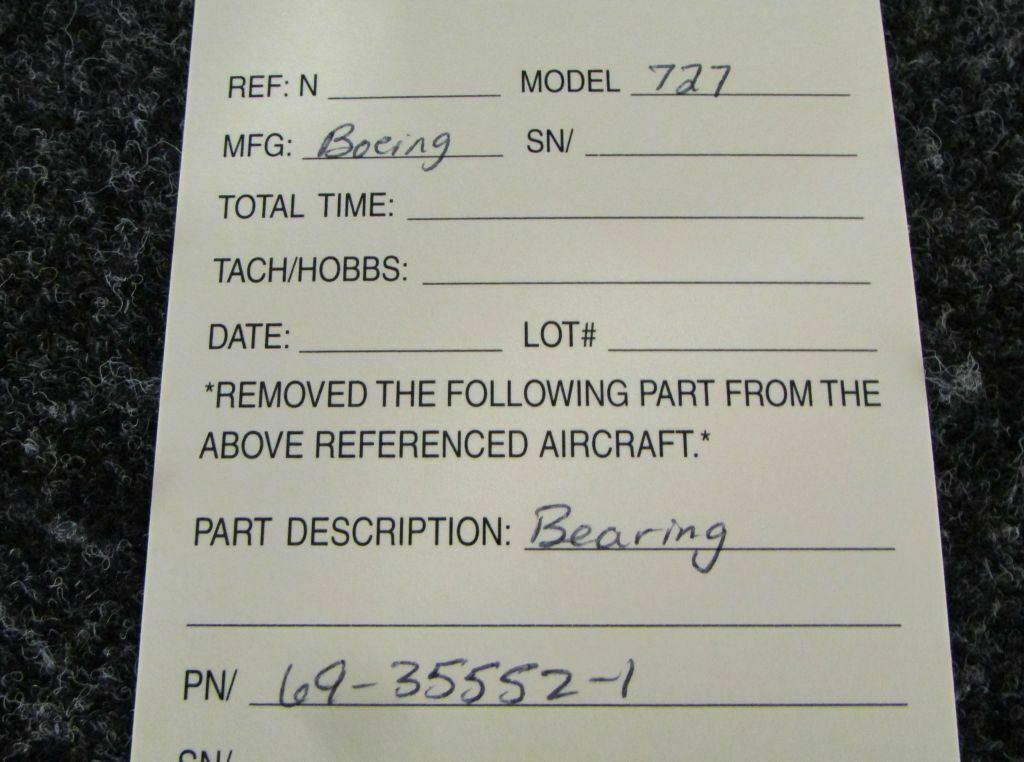 REF: N MODEL 727
MFG: Boeing SN/
TOTAL TIME:
TACH/HOBBS:
DATE: LOT#
*REMOVED THE FOLLOWING PART FROM THE
ABOVE REFERENCED AIRCRAFT.*
PART DESCRIPTION: Bearing
PN/ 69-35552-1
SN/